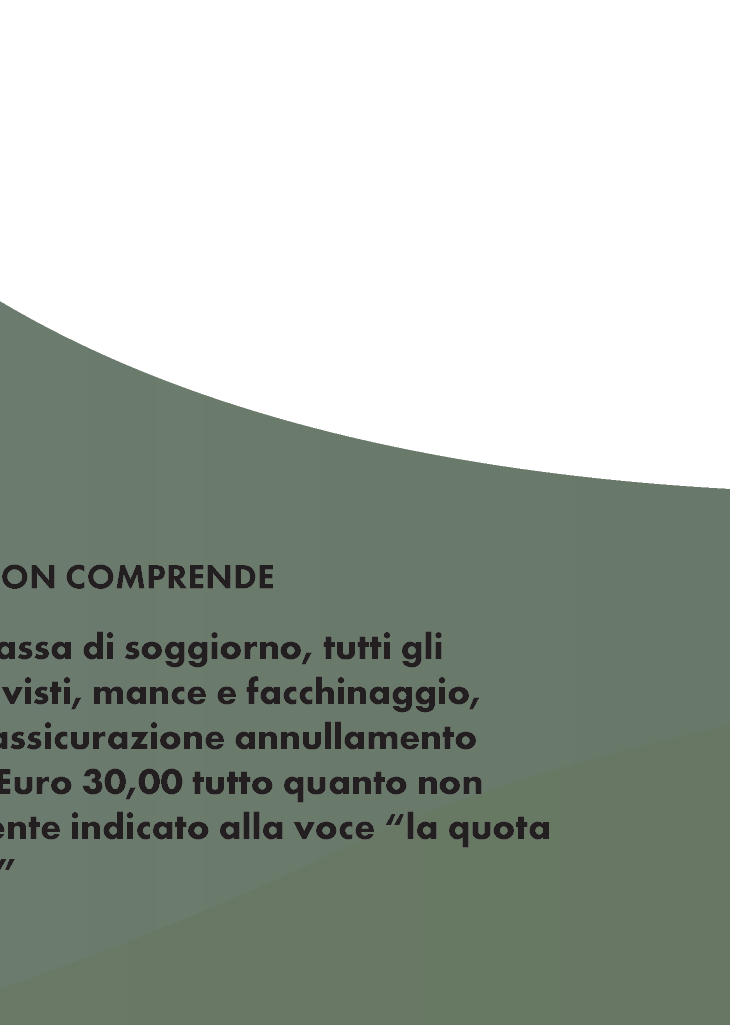 ON COMPRENDE
assa di soggiorno, tutti gli
visti, mance e facchinaggio,
assicurazione annullamento
Euro 30,00 tutto quanto non
ente indicato alla voce “la quota
”